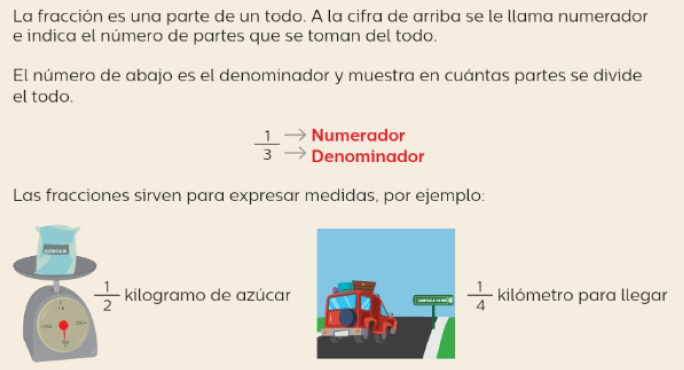 La fracción es una parte de un todo. A la cifra de arriba se le llama numerador
e indica el número de partes que se toman del todo.
El número de abajo es el denominador y muestra en cuántas partes se divide
el todo.
1 → Numerador
3 → Denominador
Las fracciones sirven para expresar medidas, por ejemplo:
AZÚCAR
1/2 kilogramo de azúcar
1/4 kilómetro para llegar